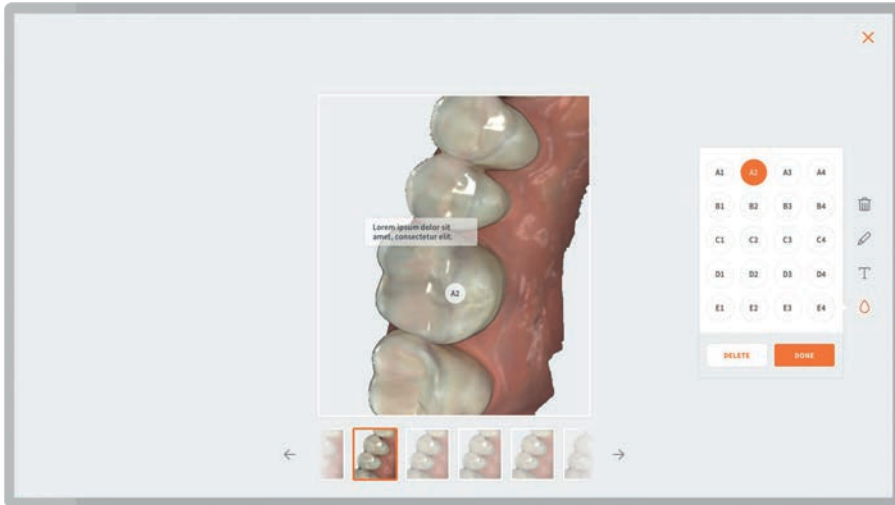 A1 A2 A3 A4
B1 B2 B3 B4
Lorem ipsum dolor sit
amet, consectetur elit.
C1 C2 C3 C4
D1 D2 D3 D4
A2
E1 E2 E3 E4
T
DELETE DONE